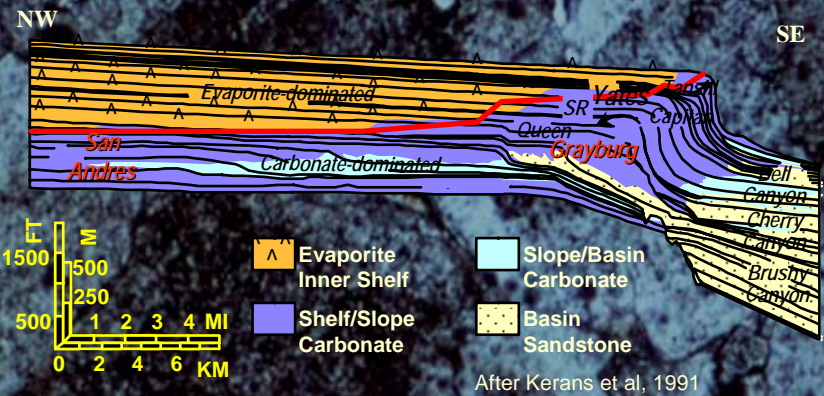 NW
SE
Evaporite-dominated
Tansill
SR Yates
Capitan
Queen
San
Andres
Grayburg
Carbonate-dominated
Bell
Canyon
Cherry
Canyon
Brushy
Canyon
FT
M
1500
500
250
500
1 2 3 4 MI
0 2 4 6 KM
Evaporite
Inner Shelf
Slope/Basin
Carbonate
Shelf/Slope
Carbonate
Basin
Sandstone
After Kerans et al, 1991